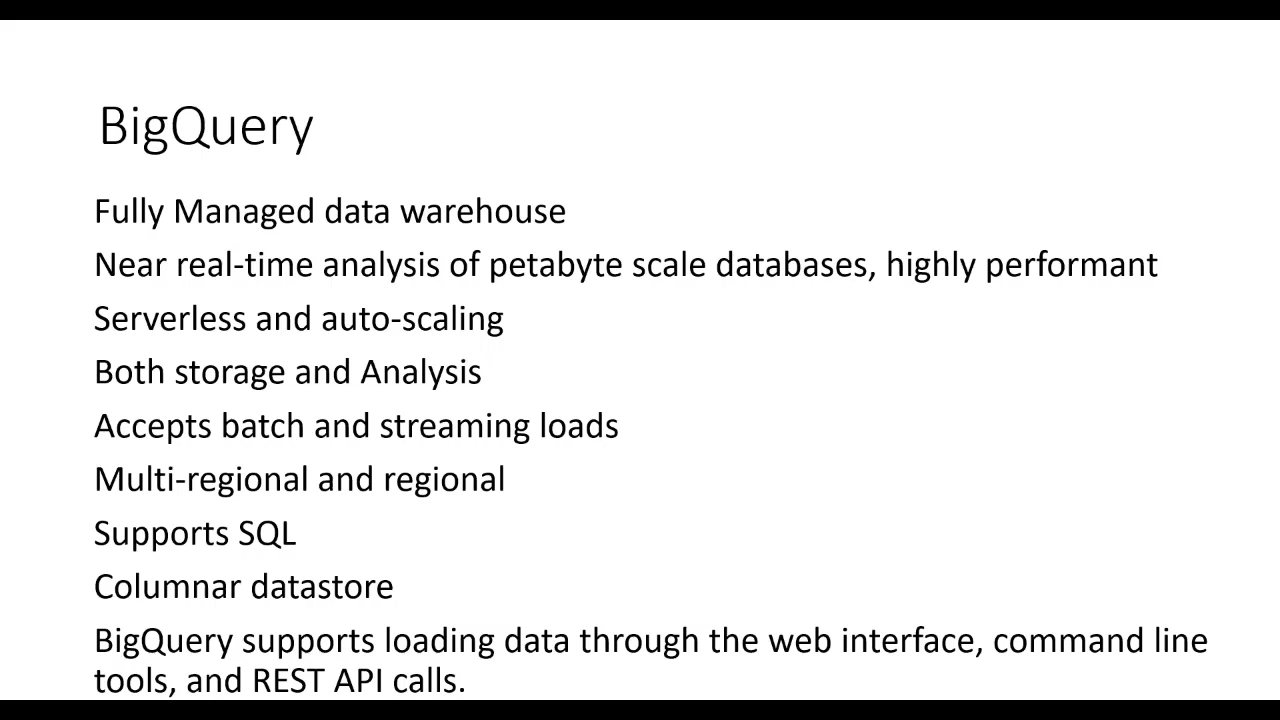 BigQuery
Fully Managed data warehouse
Near real-time analysis of petabyte scale databases, highly performant
Serverless and auto-scaling
Both storage and Analysis
Accepts batch and streaming loads
Multi-regional and regional
Supports SQL
Columnar datastore
BigQuery supports loading data through the web interface, command line
tools, and REST API calls.